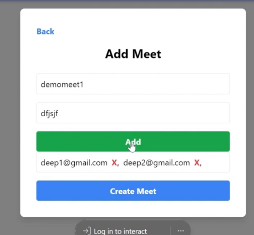 Back
Add Meet
demomeet1
dfjsjf
Add
deep1@gmail.com X, deep2@gmail.com X,
Create Meet
Log in to interact ...